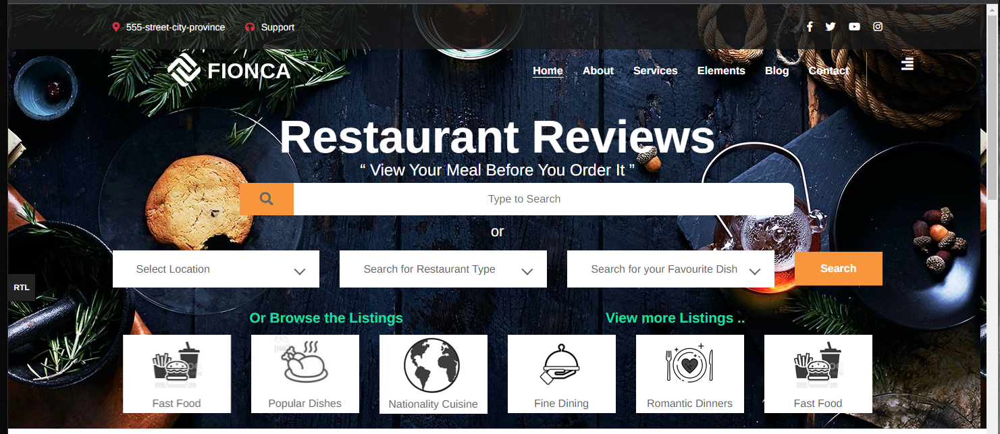 555-street-city-province Support
FIONCA
Home About Services Elements Blog Contact
Restaurant Reviews
“ View Your Meal Before You Order It ”
Type to Search
or
Select Location Search for Restaurant Type Search for your Favourite Dish Search
RTL
Or Browse the Listings View more Listings ..
Fast Food Popular Dishes Nationality Cuisine Fine Dining Romantic Dinners Fast Food